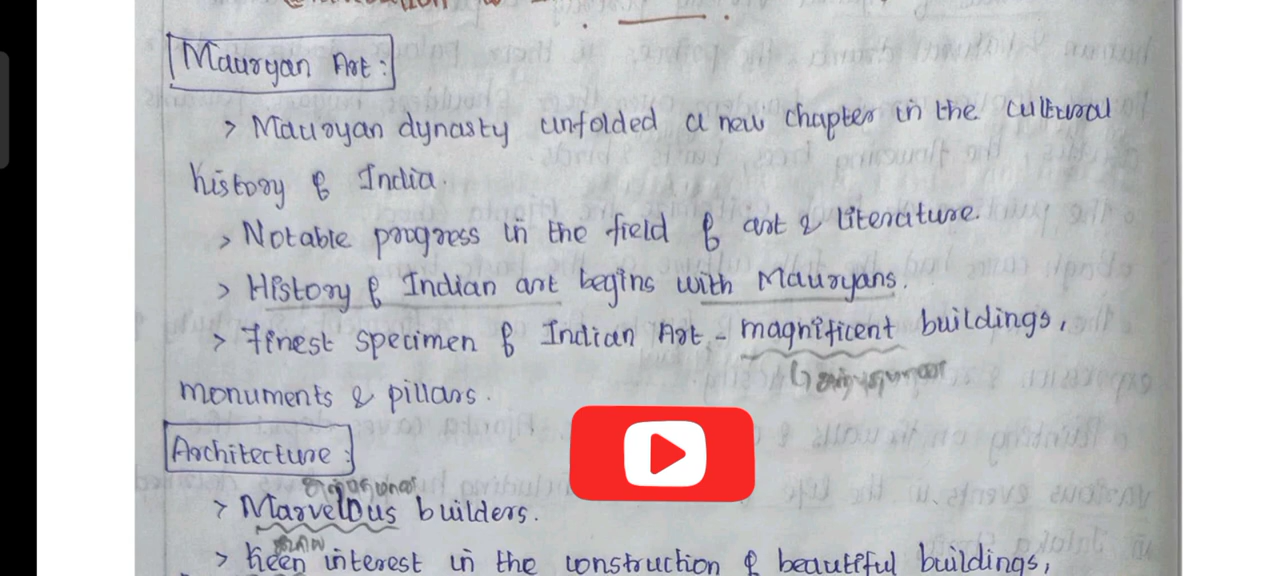 Mauryan Art:
> Mauryan dynasty unfolded a new chapter in the cultural
history of India.
> Notable progress in the field of art & literature.
> History of Indian art begins with Mauryans.
> Finest specimen of Indian Art - magnificent buildings,
monuments & pillars.
Architecture:
> Marvelous builders.
> Keen interest in the construction of beautiful buildings,